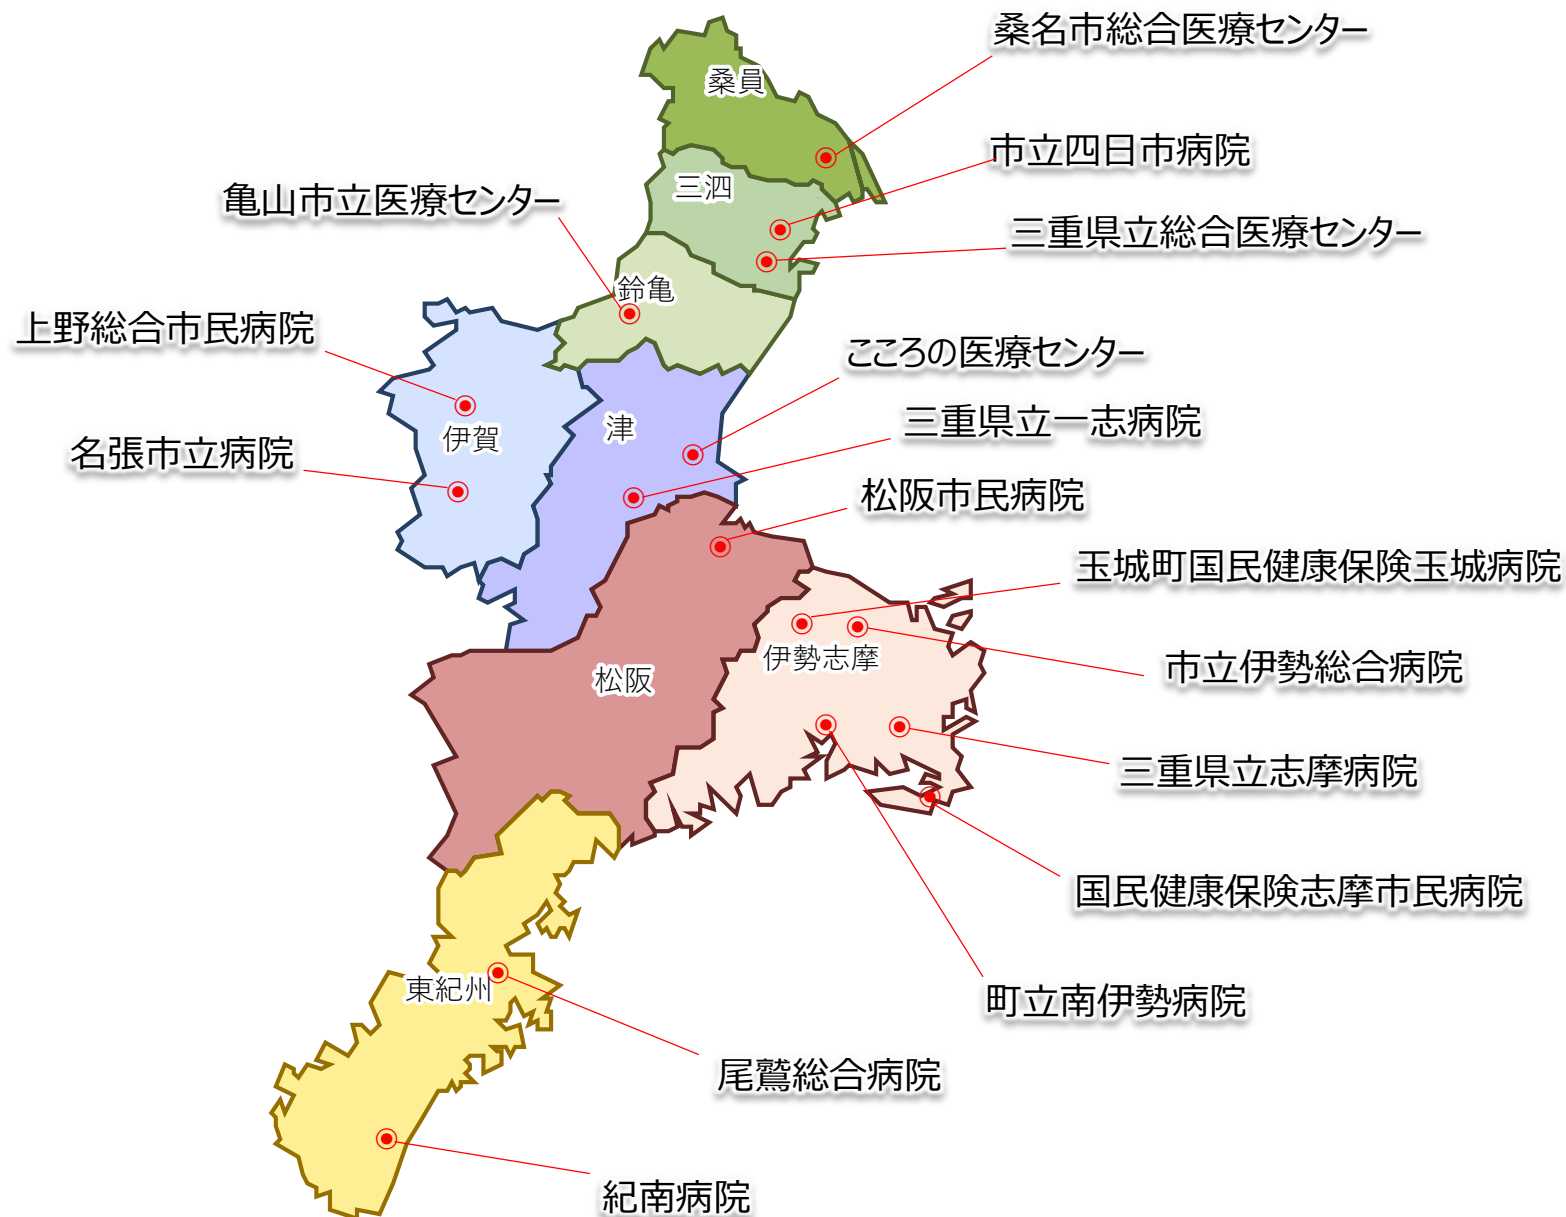 桑名市総合医療センター
桑員
市立四日市病院
三泗
亀山市立医療センター
三重県立総合医療センター
鈴亀
上野総合市民病院
こころの医療センター
三重県立一志病院
津
伊賀
名張市立病院
松阪市民病院
玉城町国民健康保険玉城病院
伊勢志摩
市立伊勢総合病院
松阪
三重県立志摩病院
国民健康保険志摩市民病院
東紀州
町立南伊勢病院
尾鷲総合病院
紀南病院